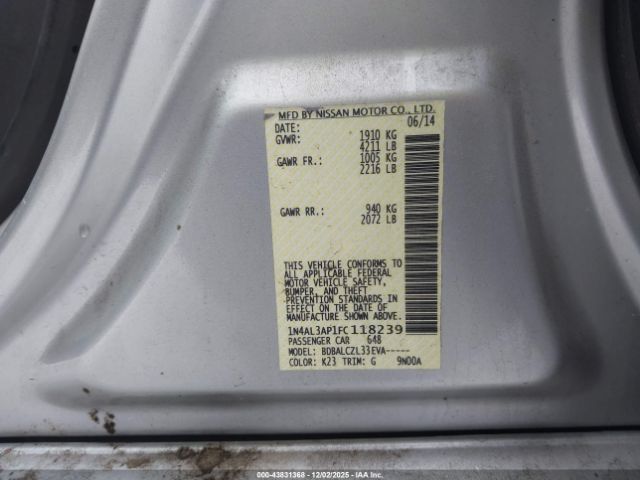 MFD BY NISSAN MOTOR CO., LTD.
DATE: 06/14
GVWR: 1910 KG
4211 LB
GAWR FR.: 1005 KG
2216 LB
GAWR RR.: 940 KG
2072 LB
THIS VEHICLE CONFORMS TO
ALL APPLICABLE FEDERAL
MOTOR VEHICLE SAFETY,
BUMPER, AND THEFT
PREVENTION STANDARDS IN
EFFECT ON THE DATE OF
MANUFACTURE SHOWN ABOVE.
1N4AL3AP1FC118239
PASSENGER CAR 648
MODEL: BDBALCZL33EVA-----
COLOR: K23 TRIM: G 9N00A
000-43831368 - 12/02/2025 - IAAI.COM